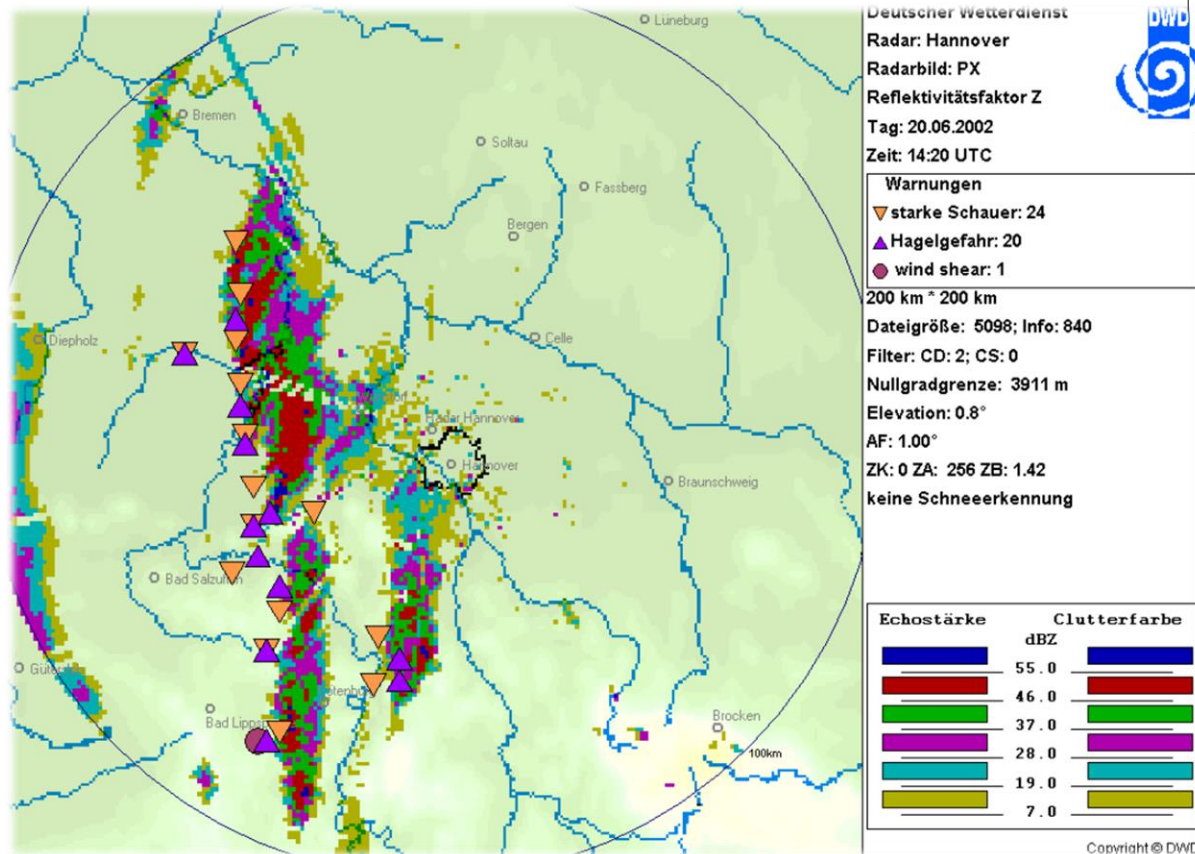 Lüneburg
Bremen
Soltau
Fassberg
Bergen
Diepholz
Celle
Radar Hannover
Hannover
Braunschweig
Bad Salzuflen
Bad Lipps
Brocken
100km
Deutscher Wetterdienst
DWD
Radar: Hannover
Radarbild: PX
Reflektivitätsfaktor Z
Tag: 20.06.2002
Zeit: 14:20 UTC
Warnungen
starke Schauer: 24
Hagelgefahr: 20
wind shear: 1
200 km * 200 km
Dateigröße: 5098; Info: 840
Filter: CD: 2; CS: 0
Nullgradgrenze: 3911 m
Elevation: 0.8°
AF: 1.00°
ZK: 0 ZA: 256 ZB: 1.42
keine Schneeerkennung
Echostärke Clutterfarbe
dBZ
55.0
46.0
37.0
28.0
19.0
7.0
Copyright © DWD